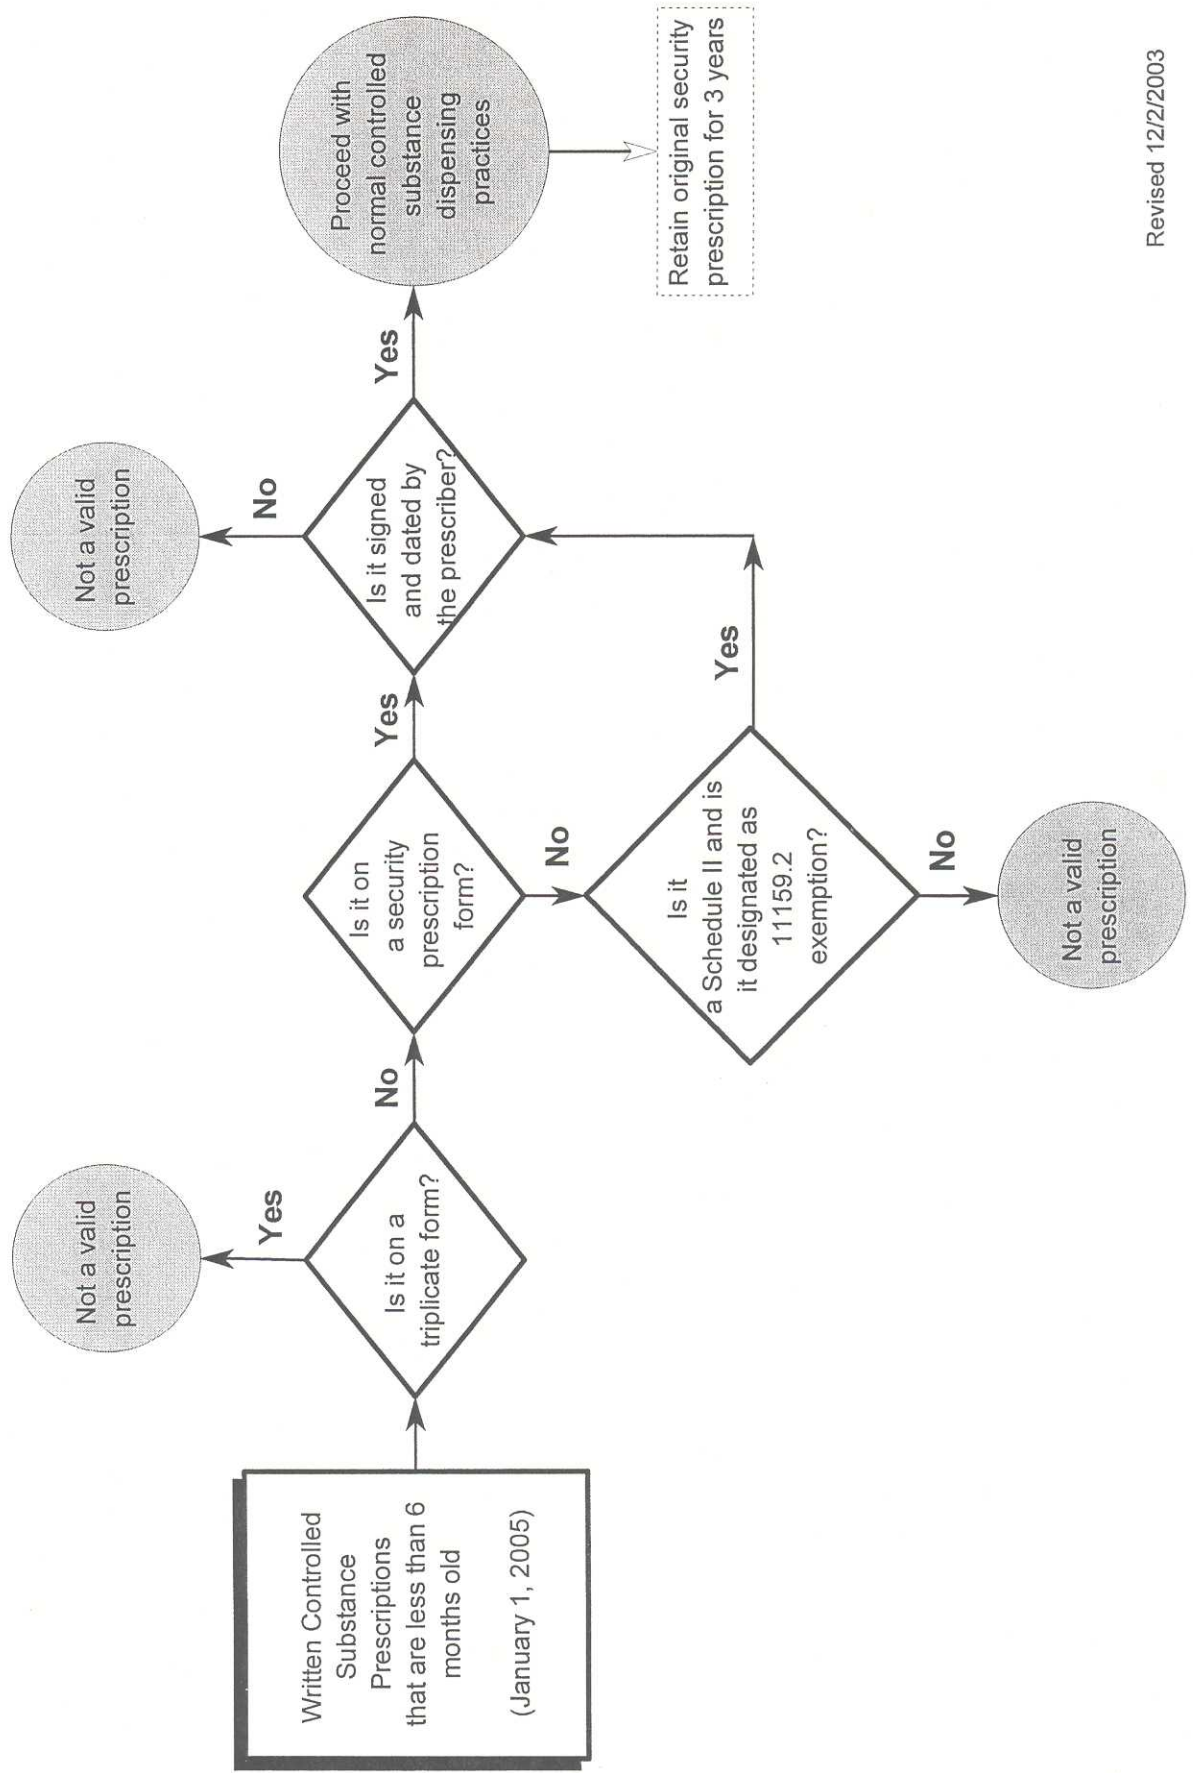 Written Controlled
Substance
Prescriptions
that are less than 6
months old
(January 1, 2005)
Is it on a
triplicate form?
Yes
Not a valid
prescription
No
Is it on
a security
prescription
form?
Yes
No
Is it
a Schedule II and is
it designated as
11159.2
exemption?
Yes
No
Not a valid
prescription
Is it signed
and dated by
the prescriber?
No
Not a valid
prescription
Yes
Proceed with
normal controlled
substance
dispensing
practices
Retain original security
prescription for 3 years
Revised 12/2/2003